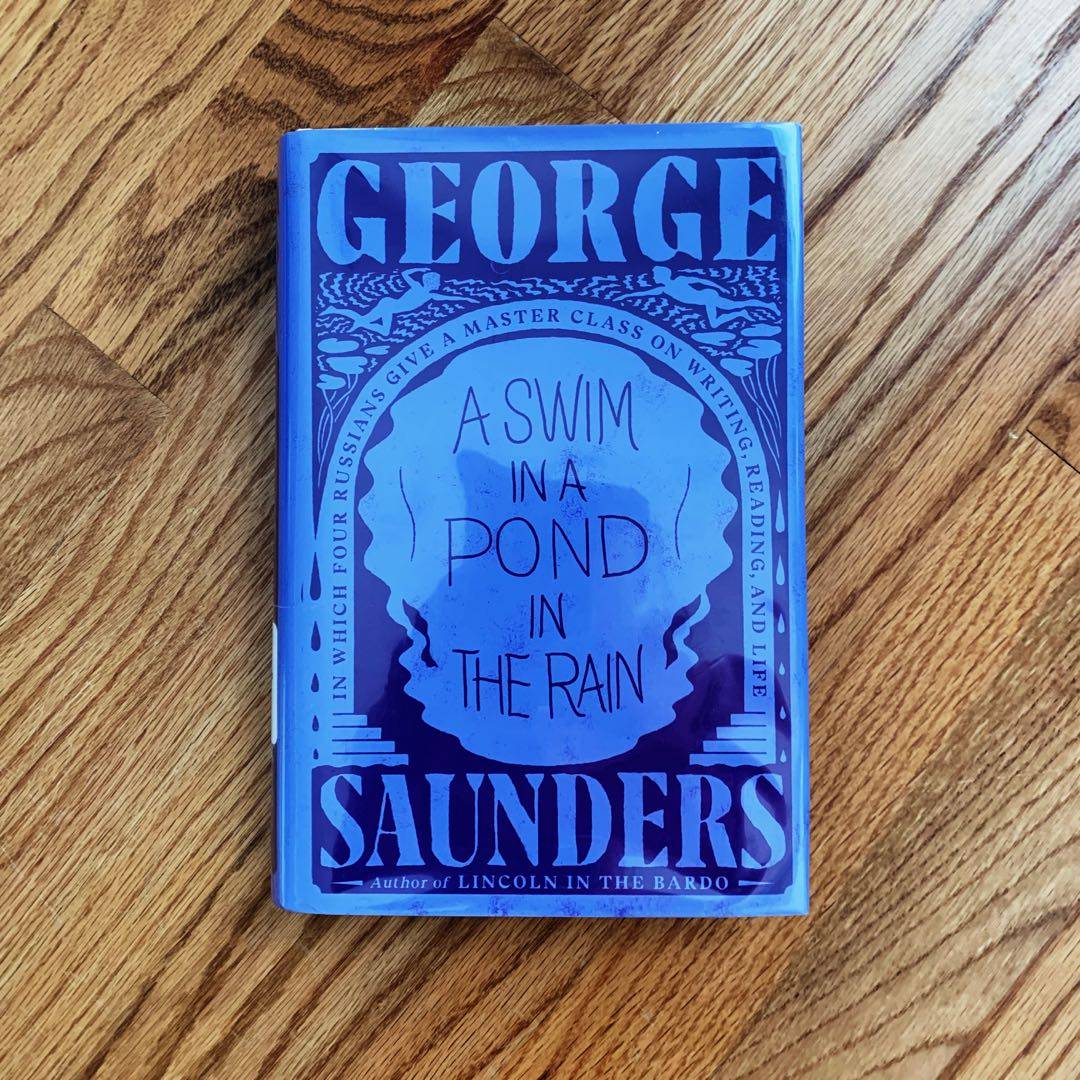 GEORGE
IN WHICH FOUR RUSSIANS GIVE A MASTER CLASS ON WRITING, READING, AND LIFE
A SWIM
IN A
POND
IN
THE RAIN
SAUNDERS
Author of LINCOLN IN THE BARDO